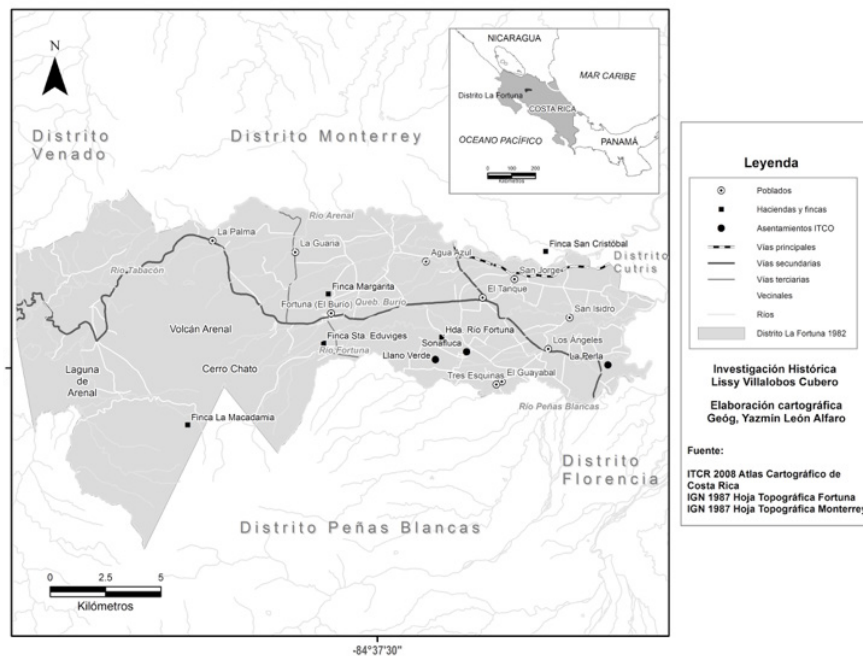 N
NICARAGUA
MAR CARIBE
Distrito La Fortuna
COSTA RICA
OCEANO PACÍFICO
PANAMÁ
0 100 200
Kilómetros
Distrito
Venado
Distrito Monterrey
Distrito
Cutris
Río Arenal
La Palma
La Guaria
Agua Azul
Finca San Cristóbal
San Jorge
Río Tabacón
Finca Margarita
El Tanque
Fortuna (El Burío)
Queb. Burío
San Isidro
Volcán Arenal
Finca Sta. Eduviges
Hda. Río Fortuna
Sonafluca
Los Ángeles
Río Fortuna
Llano Verde
La Perla
Laguna
de
Arenal
Cerro Chato
Tres Esquinas
El Guayabal
Río Peñas Blancas
Finca La Macadamia
Distrito
Florencia
Distrito Peñas Blancas
0 2.5 5
Kilómetros
-84°37'30"
Leyenda
Poblados
Haciendas y fincas
Asentamientos ITCO
Vías principales
Vías secundarias
Vías terciarias
Vecinales
Ríos
Distrito La Fortuna 1982
Investigación Histórica
Lissy Villalobos Cubero
Elaboración cartográfica
Geóg, Yazmín León Alfaro
Fuente:
ITCR 2008 Atlas Cartográfico de
Costa Rica
IGN 1987 Hoja Topográfica Fortuna
IGN 1987 Hoja Topográfica Monterrey